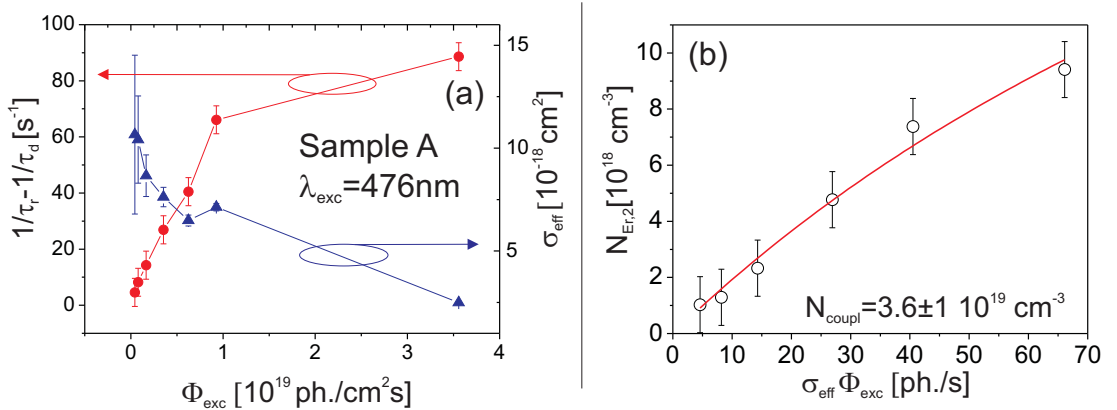 (a)
Sample A
λexc=476nm
1/τr-1/τd [s-1]
100
80
60
40
20
0
σeff [10-18 cm2]
15
10
5
0 1 2 3 4
Φexc [1019 ph./cm2s]
(b)
NEr,2[1018 cm-3]
10
8
6
4
2
0
Ncoupl=3.6±1 1019 cm-3
0 10 20 30 40 50 60 70
σeff Φexc [ph./s]